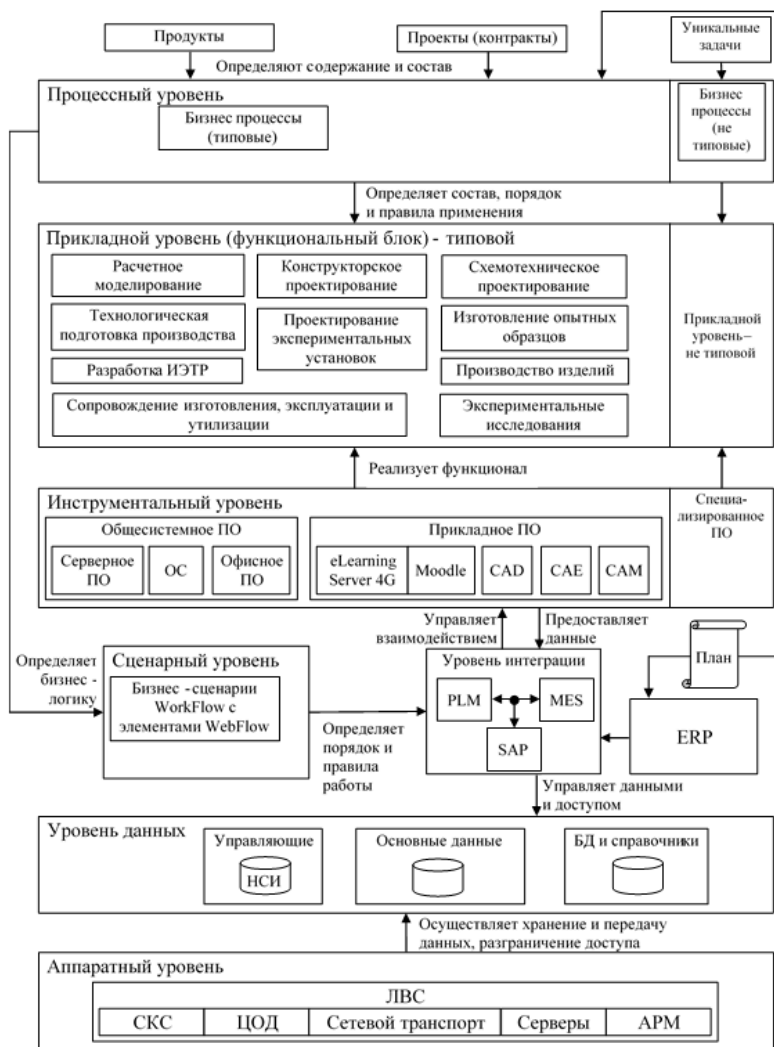 Продукты
Проекты (контракты)
Уникальные
задачи
Определяют содержание и состав
Процессный уровень
Бизнес процессы
(типовые)
Бизнес
процессы
(не
типовые)
Определяет состав, порядок
и правила применения
Прикладной уровень (функциональный блок) - типовой
Расчетное
моделирование
Конструкторское
проектирование
Схемотехническое
проектирование
Технологическая
подготовка производства
Проектирование
экспериментальных
установок
Изготовление опытных
образцов
Разработка ИЭТР
Производство изделий
Сопровождение изготовления, эксплуатации и
утилизации
Экспериментальные
исследования
Прикладной
уровень–
не типовой
Реализует функционал
Инструментальный уровень
Общесистемное ПО
Серверное
ПО
ОС
Офисное
ПО
Прикладное ПО
eLearning
Server 4G
Moodle
CAD
CAE
CAM
Специа-
лизированное
ПО
Управляет
взаимодействием
Предоставляет
данные
Определяет
бизнес -
логику
Сценарный уровень
Бизнес -сценарии
WorkFlow с
элементами WebFlow
Определяет
порядок и
правила
работы
Уровень интеграции
PLM
MES
SAP
План
ERP
Управляет данными
и доступом
Уровень данных
Управляющие
НСИ
Основные данные
БД и справочники
Осуществляет хранение и передачу
данных, разграничение доступа
Аппаратный уровень
ЛВС
СКС
ЦОД
Сетевой транспорт
Серверы
АРМ